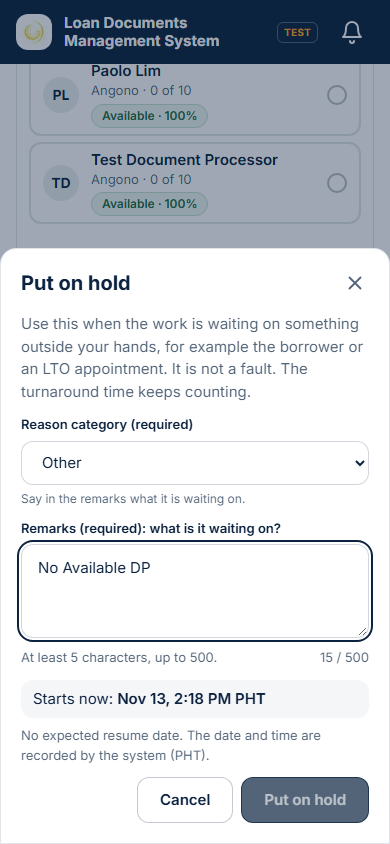 Loan Documents
Management System
TEST
Paolo Lim
PL
Angono · 0 of 10
Available · 100%
Test Document Processor
TD
Angono · 0 of 10
Available · 100%
Put on hold
Use this when the work is waiting on something
outside your hands, for example the borrower or
an LTO appointment. It is not a fault. The
turnaround time keeps counting.
Reason category (required)
Other
Say in the remarks what it is waiting on.
Remarks (required): what is it waiting on?
No Available DP
At least 5 characters, up to 500.
15 / 500
Starts now: Nov 13, 2:18 PM PHT
No expected resume date. The date and time are
recorded by the system (PHT).
Cancel
Put on hold